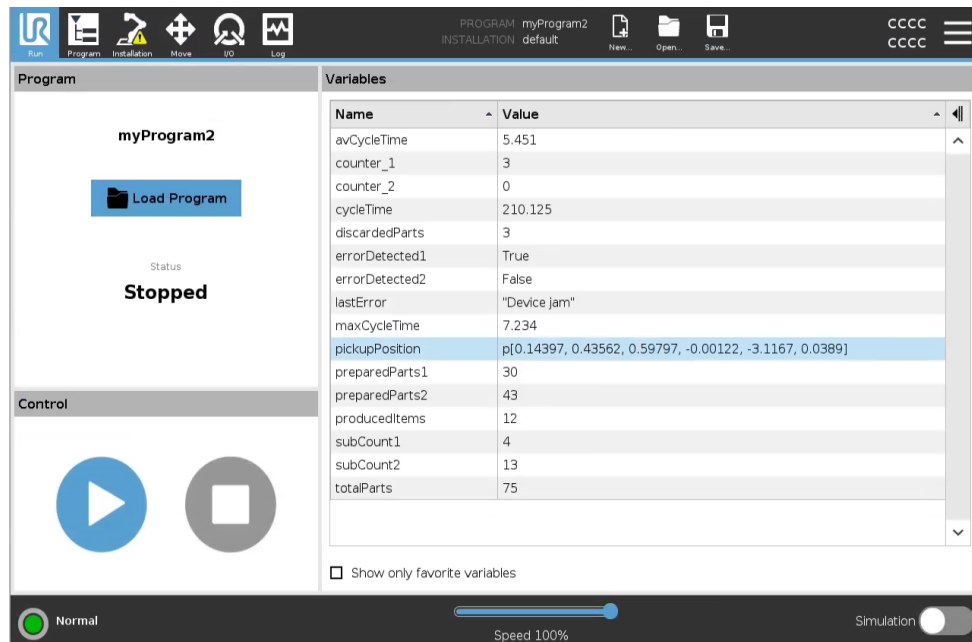 PROGRAM myProgram2
INSTALLATION default
CCCC
CCCC
UR
Run Program Installation Move I/O Log New... Open... Save...
Program
myProgram2
Load Program
Status
Stopped
Control
Variables
Name Value
avCycleTime 5.451
counter_1 3
counter_2 0
cycleTime 210.125
discardedParts 3
errorDetected1 True
errorDetected2 False
lastError "Device jam"
maxCycleTime 7.234
pickupPosition p[0.14397, 0.43562, 0.59797, -0.00122, -3.1167, 0.0389]
preparedParts1 30
preparedParts2 43
producedItems 12
subCount1 4
subCount2 13
totalParts 75
Show only favorite variables
Normal
Speed 100%
Simulation